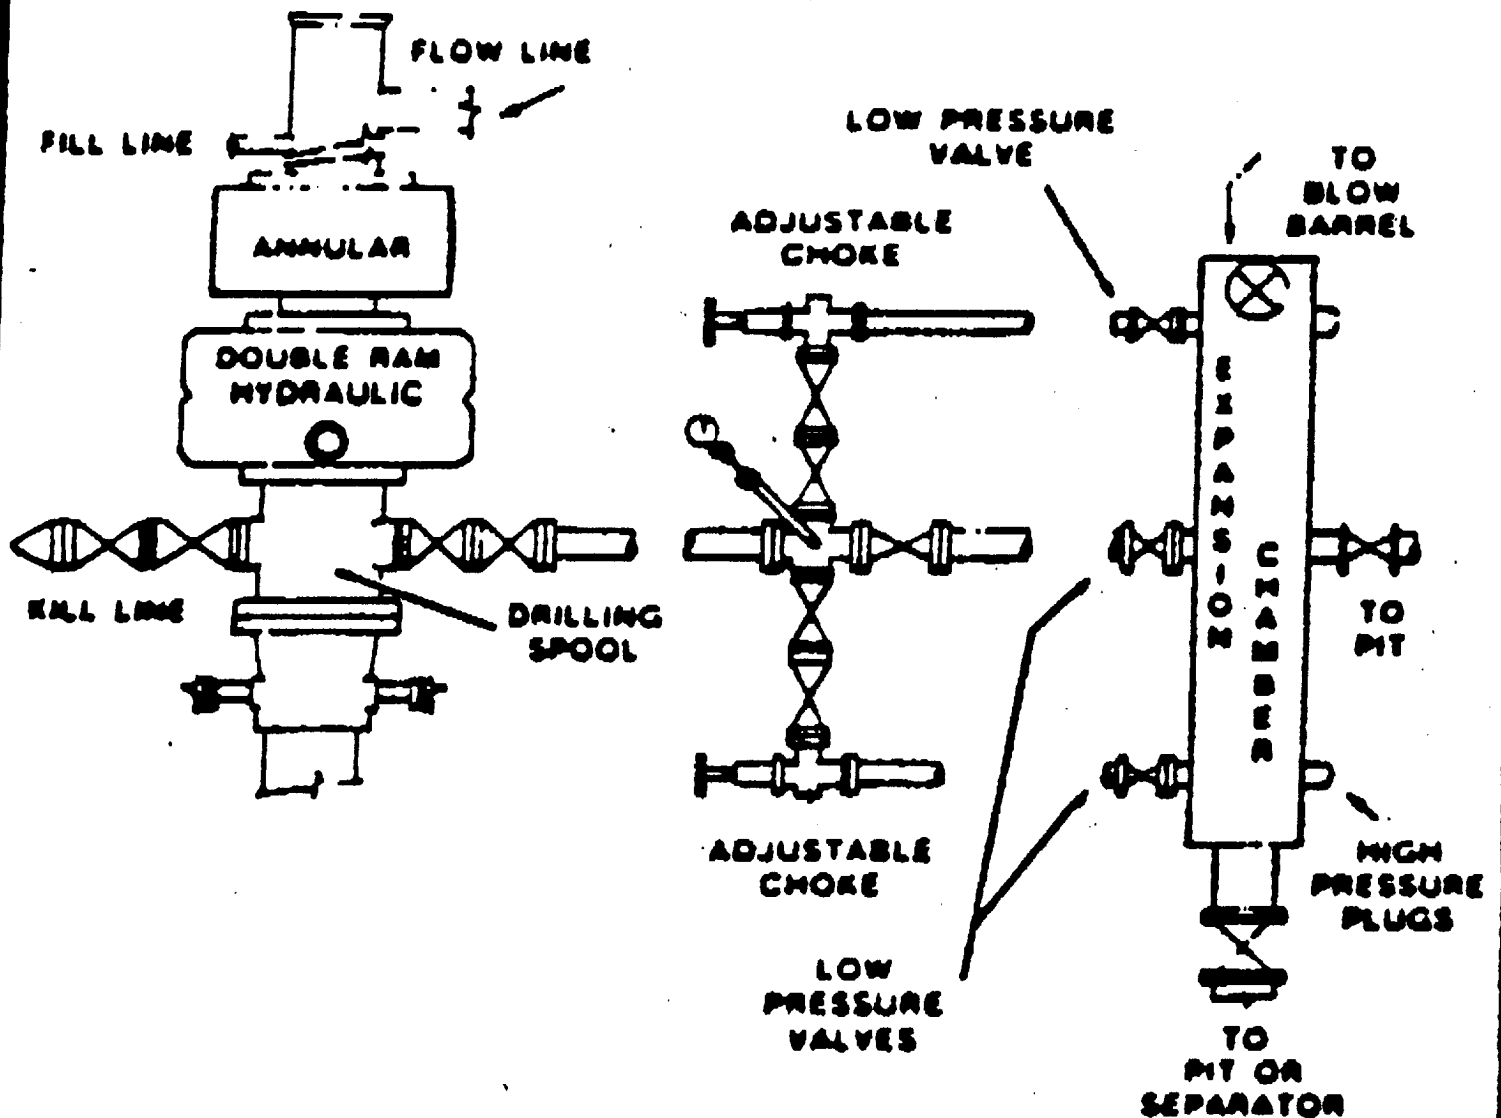 FLOW LINE
FILL LINE
ANNULAR
DOUBLE RAM
HYDRAULIC
KILL LINE
DRILLING
SPOOL
ADJUSTABLE
CHOKE
LOW PRESSURE
VALVE
TO
BLOW
BARREL
EXPANSION
CHAMBER
TO
PIT
ADJUSTABLE
CHOKE
HIGH
PRESSURE
PLUGS
LOW
PRESSURE
VALVES
TO
PIT OR
SEPARATOR